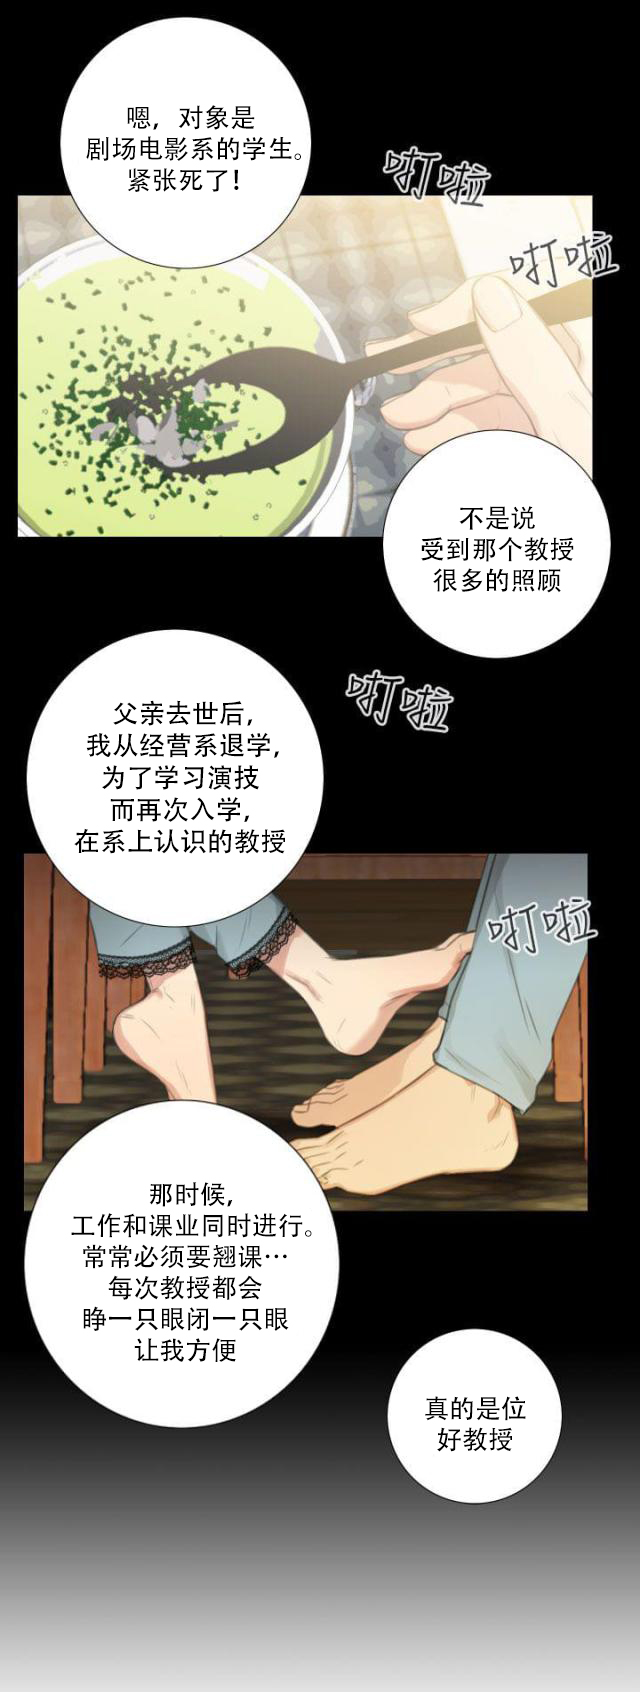 嗯，对象是
剧场电影系的学生。
紧张死了！
叮啦
叮啦
不是说
受到那个教授
很多的照顾
叮啦
父亲去世后，
我从经营系退学，
为了学习演技
而再次入学，
在系上认识的教授
叮啦
那时候，
工作和课业同时进行。
常常必须要翘课…
每次教授都会
睁一只眼闭一只眼
让我方便
真的是位
好教授